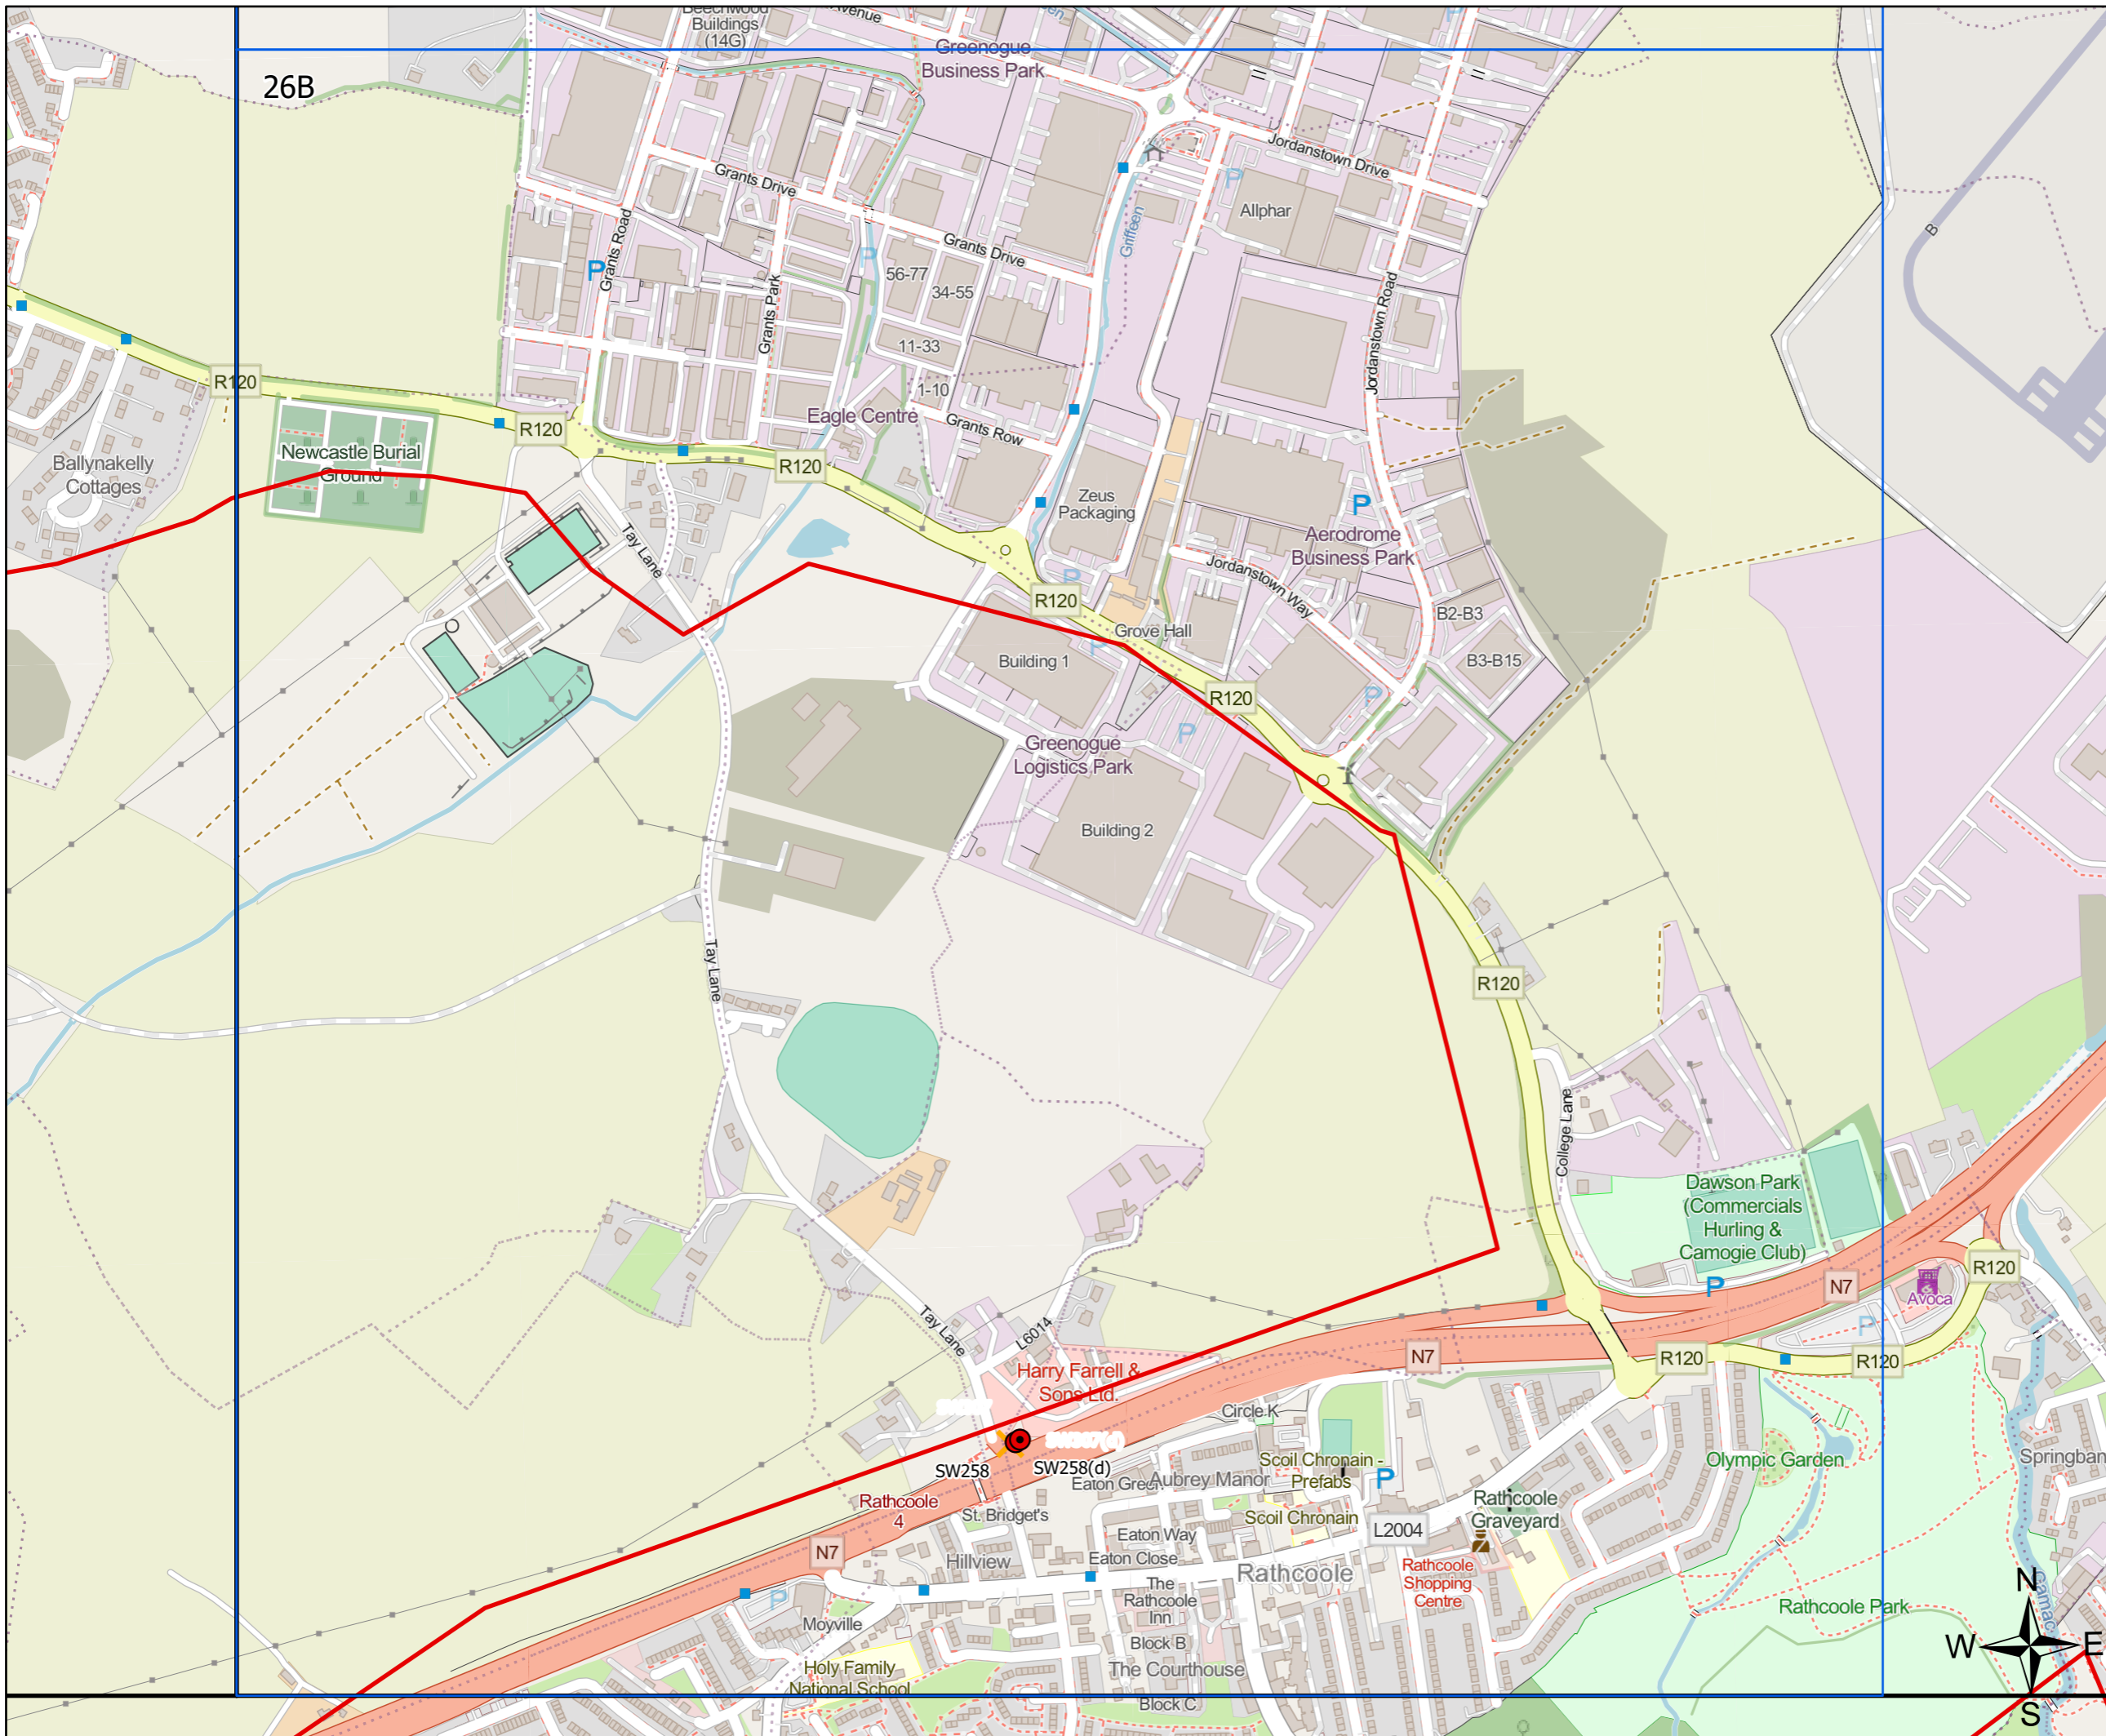 Beechwood
Buildings
(14G)
Avenue
Greenogue
Business Park
26B
Jordanstown Drive
Grants Drive
Allphar
Grants Road
Griffeen
Grants Drive
B
56-77
34-55
Grants Park
Jordanstown Road
11-33
1-10
R120
Eagle Centre
Grants Row
R120
Newcastle Burial
Ground
Ballynakelly
Cottages
R120
Zeus
Packaging
Aerodrome
Business Park
Tay Lane
Jordanstown Way
R120
B2-B3
Grove Hall
Building 1
B3-B15
R120
Greenogue
Logistics Park
Building 2
Tay Lane
R120
College Lane
Dawson Park
(Commercials
Hurling &
Camogie Club)
R120
N7
Avoca
Tay Lane
L6014
N7
R120
R120
Harry Farrell &
Sons Ltd.
Circle K
SW258
SW258(d)
Eaton Green
Aubrey Manor
Scoil Chronain -
Prefabs
Olympic Garden
Springban
Rathcoole
4
St. Bridget's
Rathcoole
Graveyard
Scoil Chronain
L2004
Eaton Way
N7
Hillview
Eaton Close
Rathcoole
Rathcoole
Shopping
Centre
The
Rathcoole
Inn
Moyville
Rathcoole Park
Camac
Block B
Holy Family
National School
The Courthouse
Block C
N
W
E
S